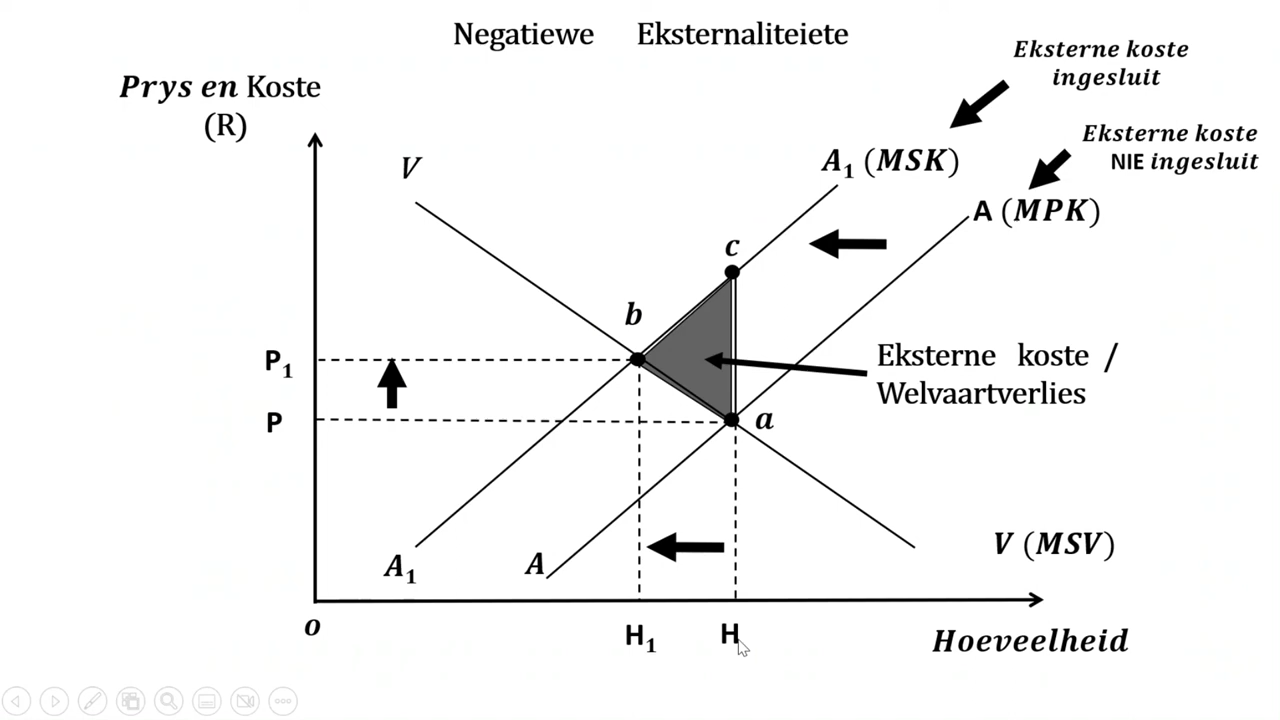 Negatiewe Eksternaliteiete
Eksterne koste
ingesluit
Prys en Koste
(R)
Eksterne koste
NIE ingesluit
V
A₁ (MSK)
A (MPK)
c
b
P₁
Eksterne koste /
Welvaartverlies
P
a
V (MSV)
A₁
A
o
H₁
H
Hoeveelheid